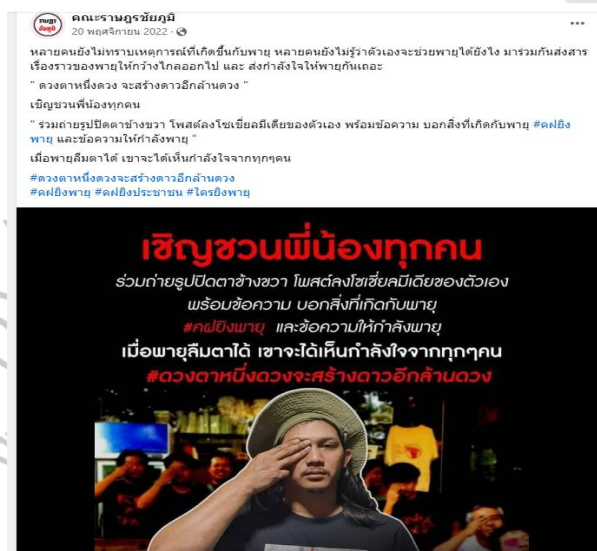 ราษฎร
ชัยภูมิ
คณะราษฎรชัยภูมิ
20 พฤศจิกายน 2022
หลายคนยังไม่ทราบเหตุการณ์ที่เกิดขึ้นกับพายุ หลายคนยังไม่รู้ว่าตัวเองจะช่วยพายุได้ยังไง มาร่วมกันส่งสาร
เรื่องราวของพายุให้กว้างไกลออกไป และ ส่งกำลังใจให้พายุกันเถอะ
" ดวงตาหนึ่งดวง จะสร้างดาวอีกล้านดวง "
เชิญชวนพี่น้องทุกคน
" ร่วมถ่ายรูปปิดตาข้างขวา โพสต์ลงโซเชียลมีเดียของตัวเอง พร้อมข้อความ บอกสิ่งที่เกิดกับพายุ #คฝยิง
พายุ และข้อความให้กำลังพายุ "
เมื่อพายุลืมตาได้ เขาจะได้เห็นกำลังใจจากทุกๆคน
#ดวงตาหนึ่งดวงจะสร้างดาวอีกล้านดวง
#คฝยิงพายุ #คฝยิงประชาชน #ใครยิงพายุ
เชิญชวนพี่น้องทุกคน
ร่วมถ่ายรูปปิดตาข้างขวา โพสต์ลงโซเชี่ยลมีเดียของตัวเอง
พร้อมข้อความ บอกสิ่งที่เกิดกับพายุ
#คฝยิงพายุ และข้อความให้กำลังพายุ
เมื่อพายุลืมตาได้ เขาจะได้เห็นกำลังใจจากทุกๆคน
#ดวงตาหนึ่งดวงจะสร้างดาวอีกล้านดวง